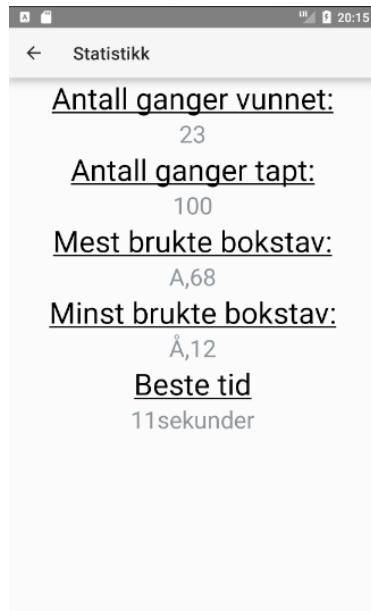 20:15
Statistikk
Antall ganger vunnet:
23
Antall ganger tapt:
100
Mest brukte bokstav:
A,68
Minst brukte bokstav:
Å,12
Beste tid
11sekunder